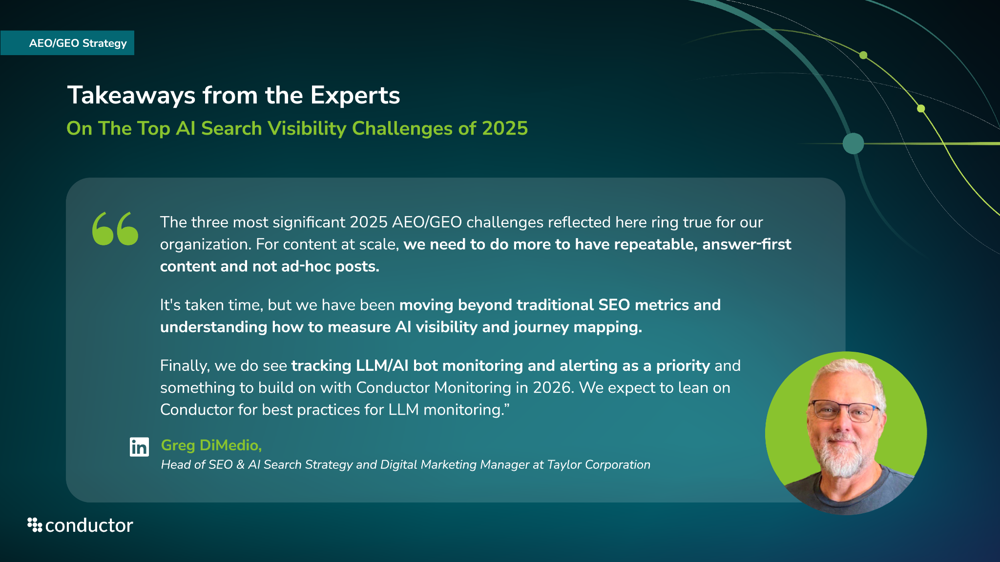 AEO/GEO Strategy
Takeaways from the Experts
On The Top AI Search Visibility Challenges of 2025
The three most significant 2025 AEO/GEO challenges reflected here ring true for our
organization. For content at scale, we need to do more to have repeatable, answer-first
content and not ad-hoc posts.
It's taken time, but we have been moving beyond traditional SEO metrics and
understanding how to measure AI visibility and journey mapping.
Finally, we do see tracking LLM/AI bot monitoring and alerting as a priority and
something to build on with Conductor Monitoring in 2026. We expect to lean on
Conductor for best practices for LLM monitoring.”
in
Greg DiMedio,
Head of SEO & AI Search Strategy and Digital Marketing Manager at Taylor Corporation
conductor